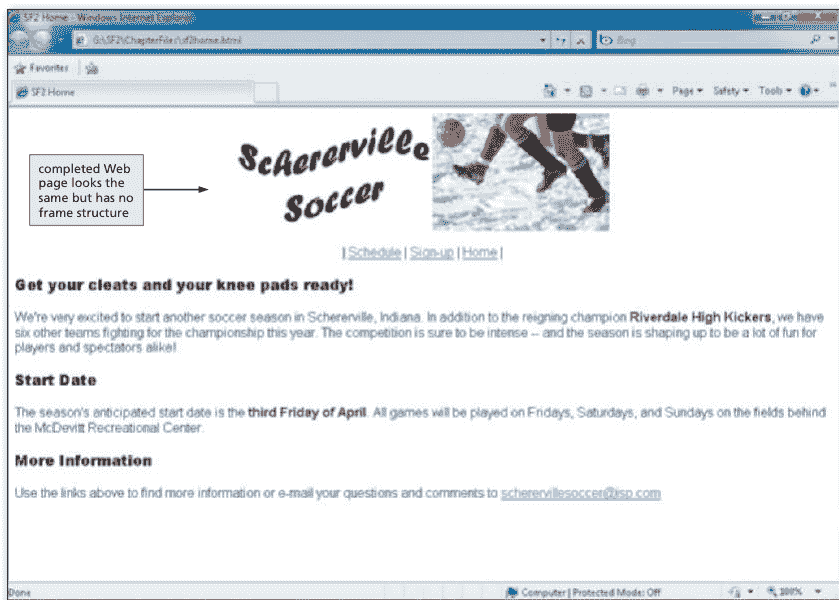 SF2 Home - Windows Internet Explorer
G:\SF2\ChapterFiles\sf2home.html
Bing
Favorites
SF2 Home
Page Safety Tools
Schererville
Soccer
completed Web
page looks the
same but has no
frame structure
| Schedule | Sign-up | Home |
Get your cleats and your knee pads ready!
We're very excited to start another soccer season in Schererville, Indiana. In addition to the reigning champion Riverdale High Kickers, we have
six other teams fighting for the championship this year. The competition is sure to be intense -- and the season is shaping up to be a lot of fun for
players and spectators alike!
Start Date
The season's anticipated start date is the third Friday of April. All games will be played on Fridays, Saturdays, and Sundays on the fields behind
the McDevitt Recreational Center.
More Information
Use the links above to find more information or e-mail your questions and comments to scherervillesoccer@isp.com
Done
Computer | Protected Mode: Off
100%